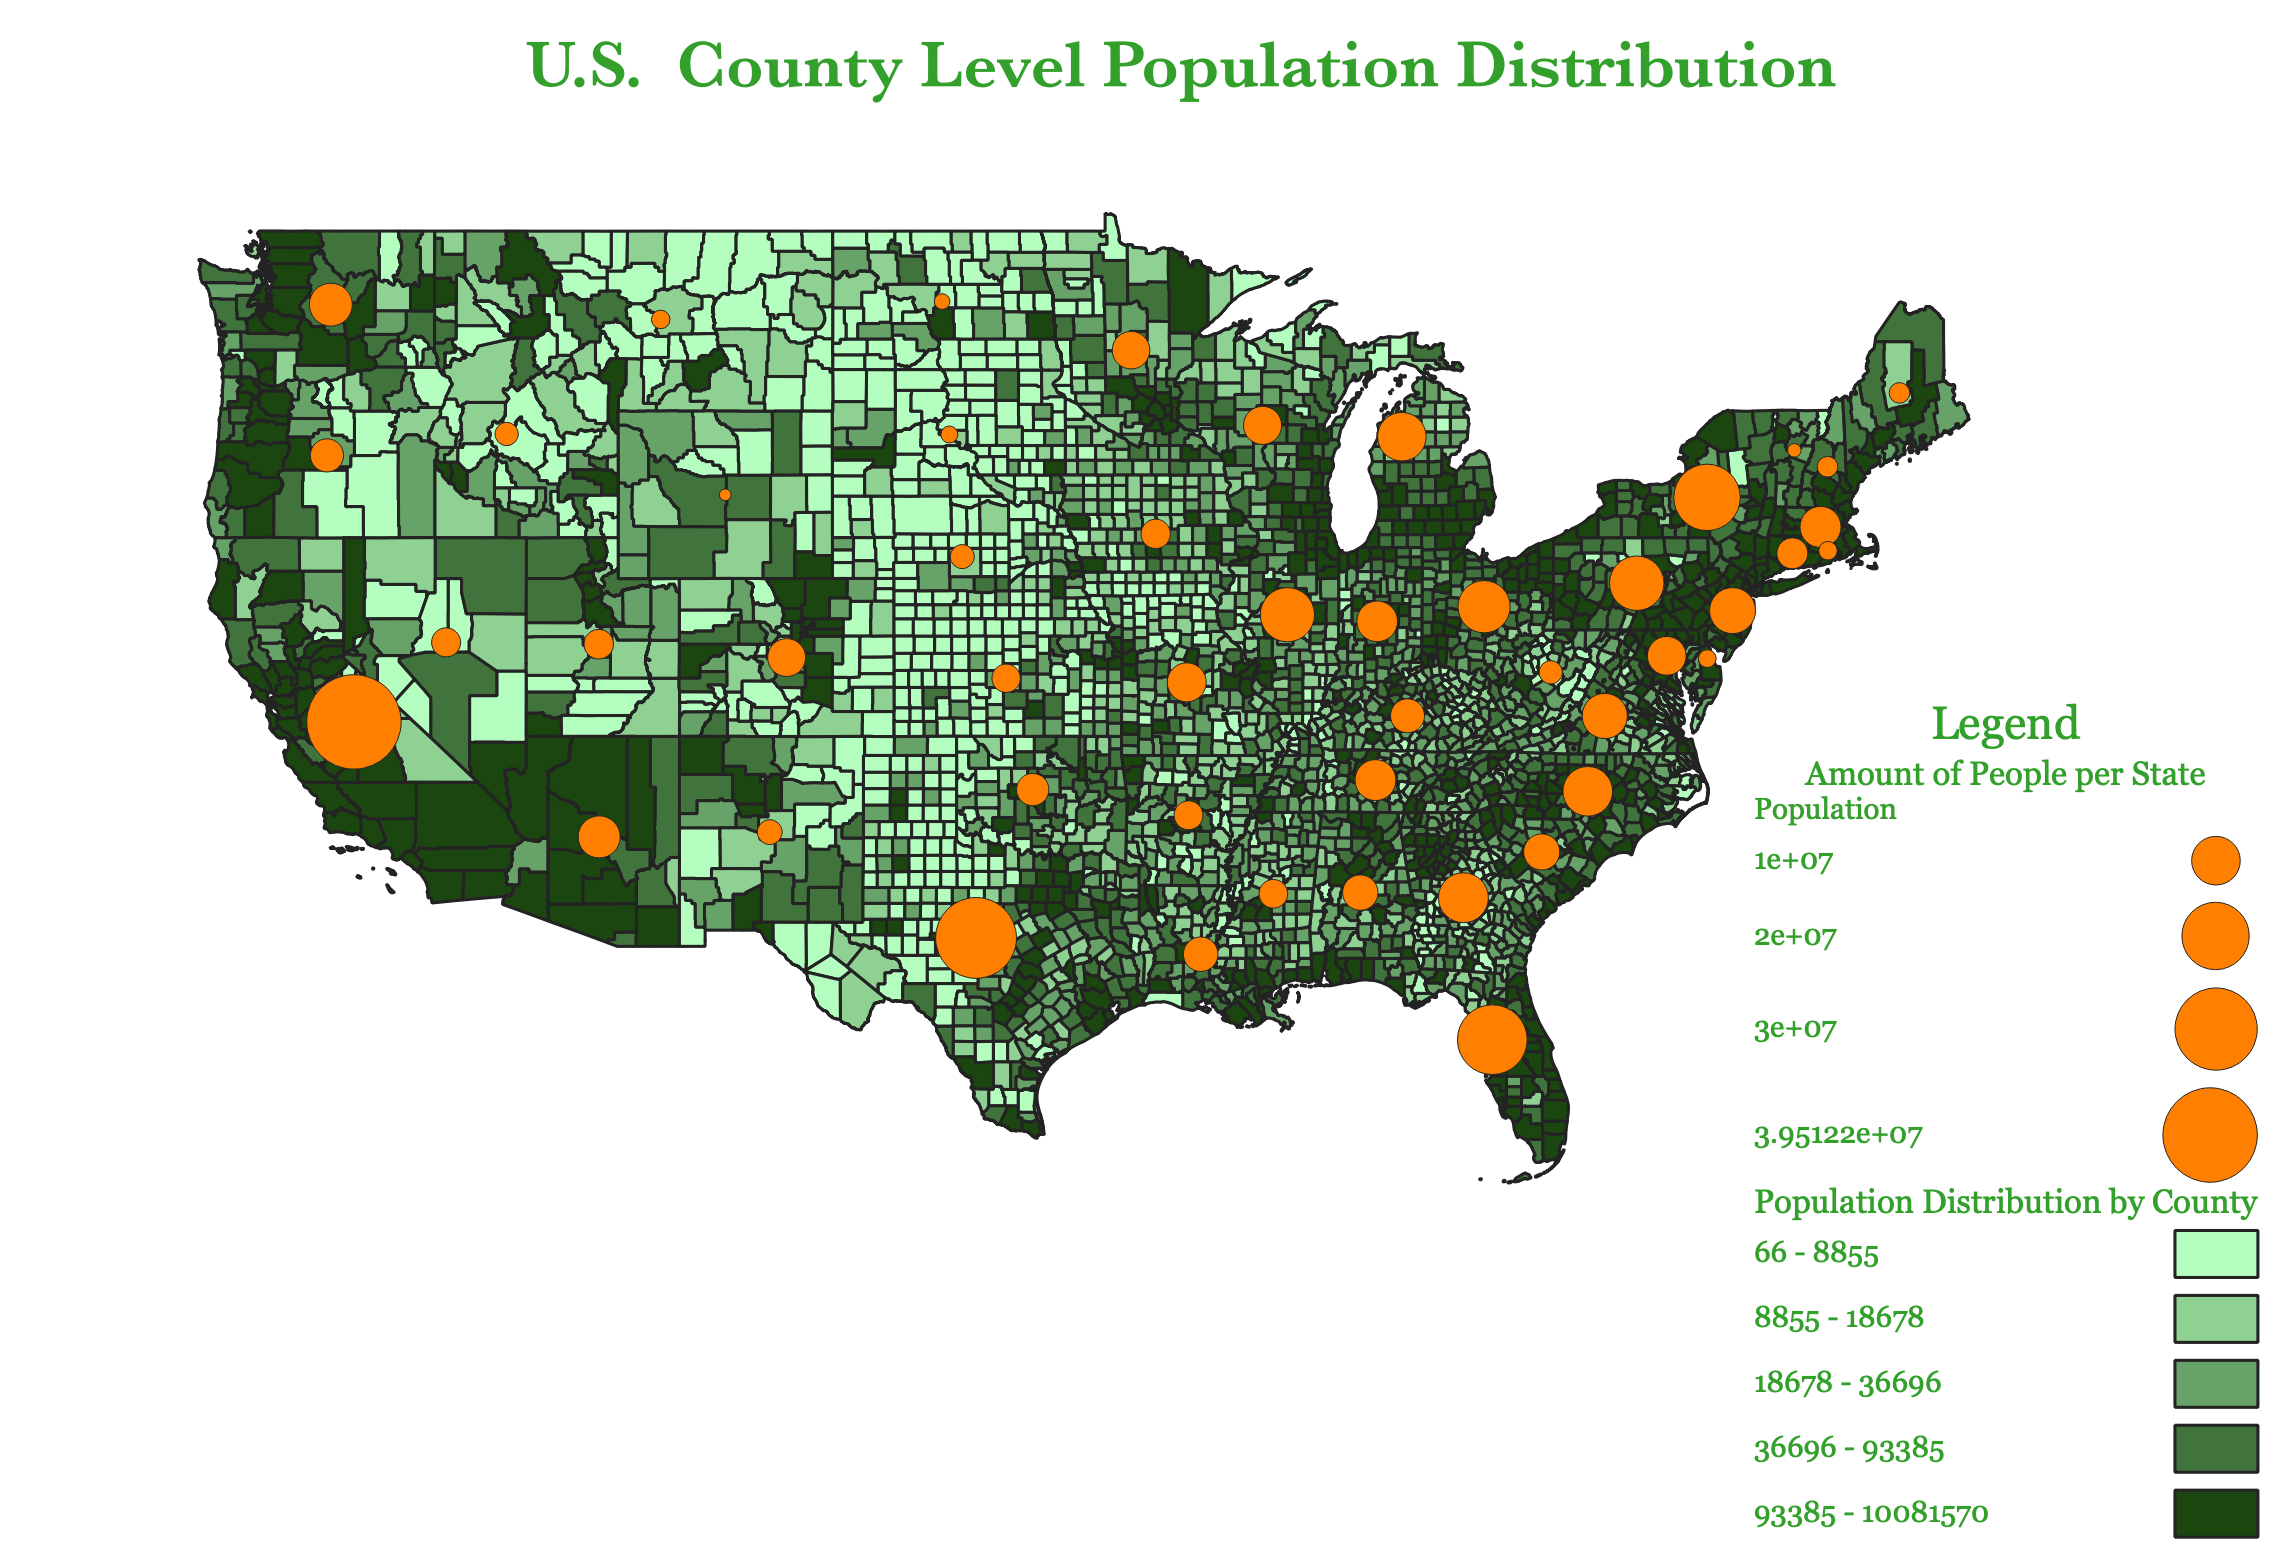 U.S.  County Level Population Distribution
Legend
Amount of People per State
Population
1e+07
2e+07
3e+07
3.95122e+07
Population Distribution by County
66 - 8855
8855 - 18678
18678 - 36696
36696 - 93385
93385 - 10081570